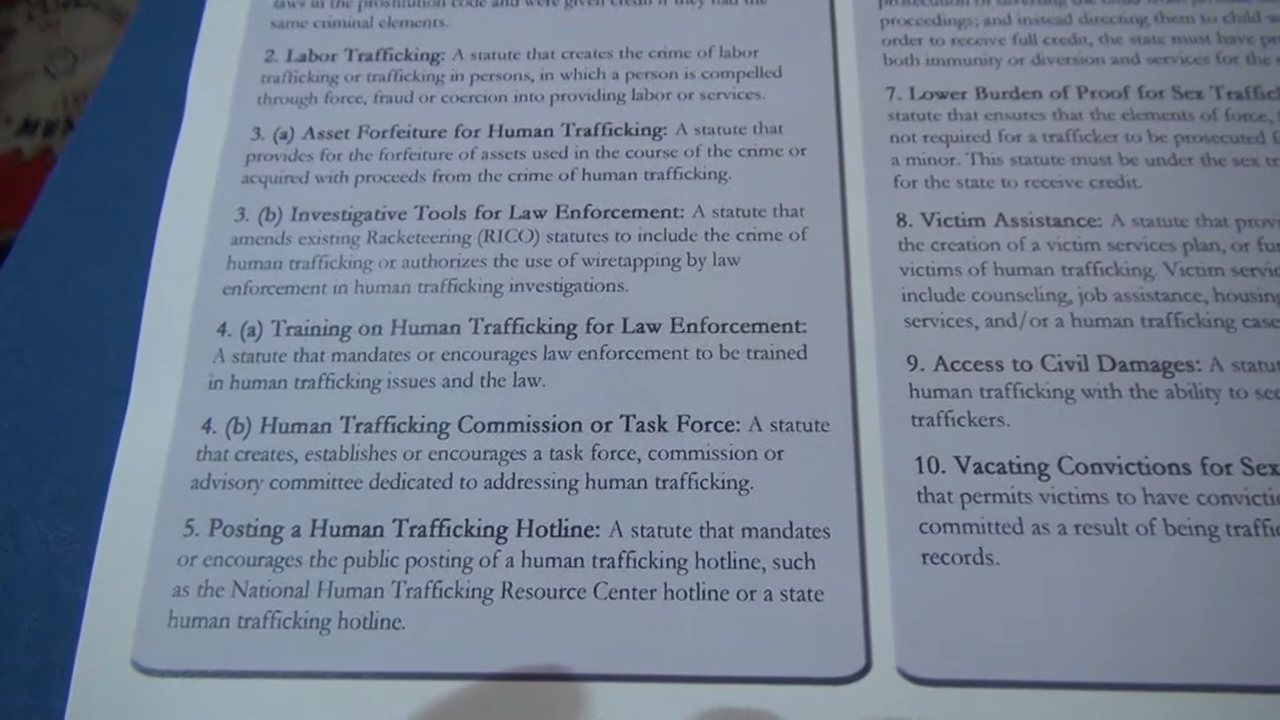 laws in the prostitution code and were given credit if they had the
same criminal elements.
2. Labor Trafficking: A statute that creates the crime of labor
trafficking or trafficking in persons, in which a person is compelled
through force, fraud or coercion into providing labor or services.
3. (a) Asset Forfeiture for Human Trafficking: A statute that
provides for the forfeiture of assets used in the course of the crime or
acquired with proceeds from the crime of human trafficking.
3. (b) Investigative Tools for Law Enforcement: A statute that
amends existing Racketeering (RICO) statutes to include the crime of
human trafficking or authorizes the use of wiretapping by law
enforcement in human trafficking investigations.
4. (a) Training on Human Trafficking for Law Enforcement:
A statute that mandates or encourages law enforcement to be trained
in human trafficking issues and the law.
4. (b) Human Trafficking Commission or Task Force: A statute
that creates, establishes or encourages a task force, commission or
advisory committee dedicated to addressing human trafficking.
5. Posting a Human Trafficking Hotline: A statute that mandates
or encourages the public posting of a human trafficking hotline, such
as the National Human Trafficking Resource Center hotline or a state
human trafficking hotline.
proceedings; and instead directing them to child
order to receive full credit, the state must have
both immunity or diversion and services for the
7. Lower Burden of Proof for Sex
statute that ensures that the elements of force,
not required for a trafficker to be prosecuted
a minor. This statute must be under the sex
for the state to receive credit.
8. Victim Assistance: A statute that
the creation of a victim services plan, or
victims of human trafficking. Victim
include counseling, job assistance,
services, and/or a human trafficking
9. Access to Civil Damages: A
human trafficking with the ability to
traffickers.
10. Vacating Convictions for Sex
that permits victims to have
committed as a result of being
records.